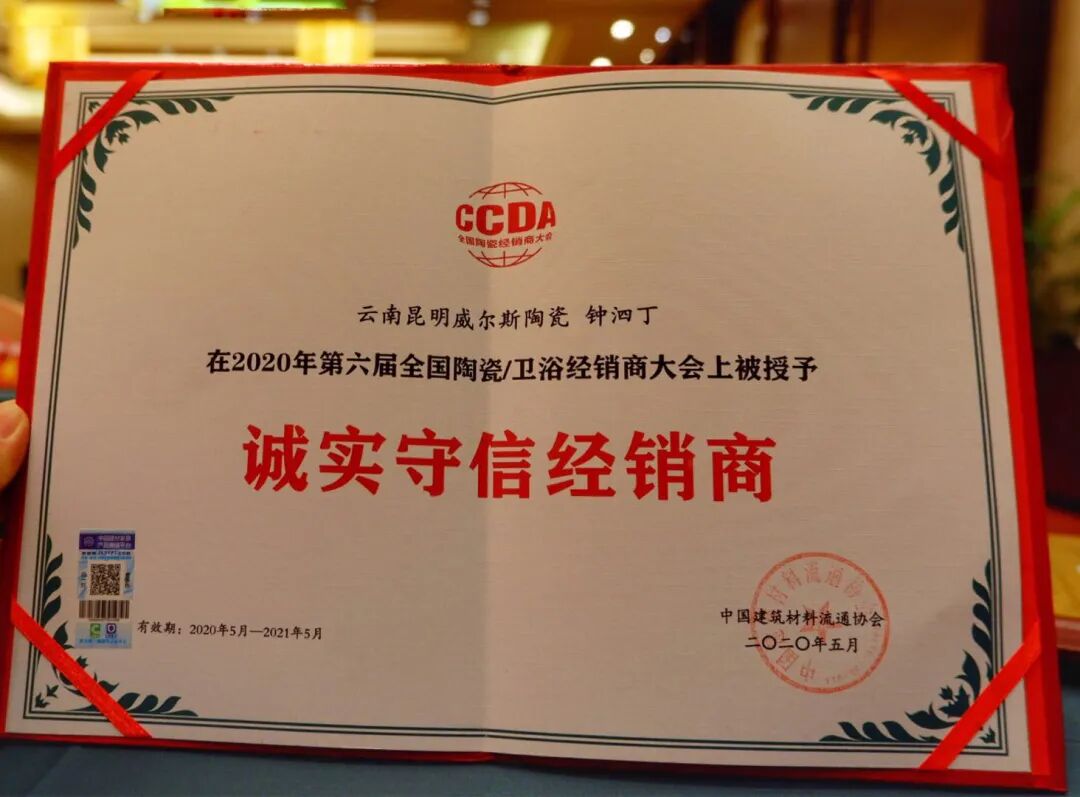 CCDA
全国陶瓷经销商大会
云南昆明威尔斯陶瓷 钟泗丁
在2020年第六届全国陶瓷/卫浴经销商大会上被授予
诚实守信经销商
有效期：2020年5月—2021年5月
中国建筑材料流通协会
二〇二〇年五月